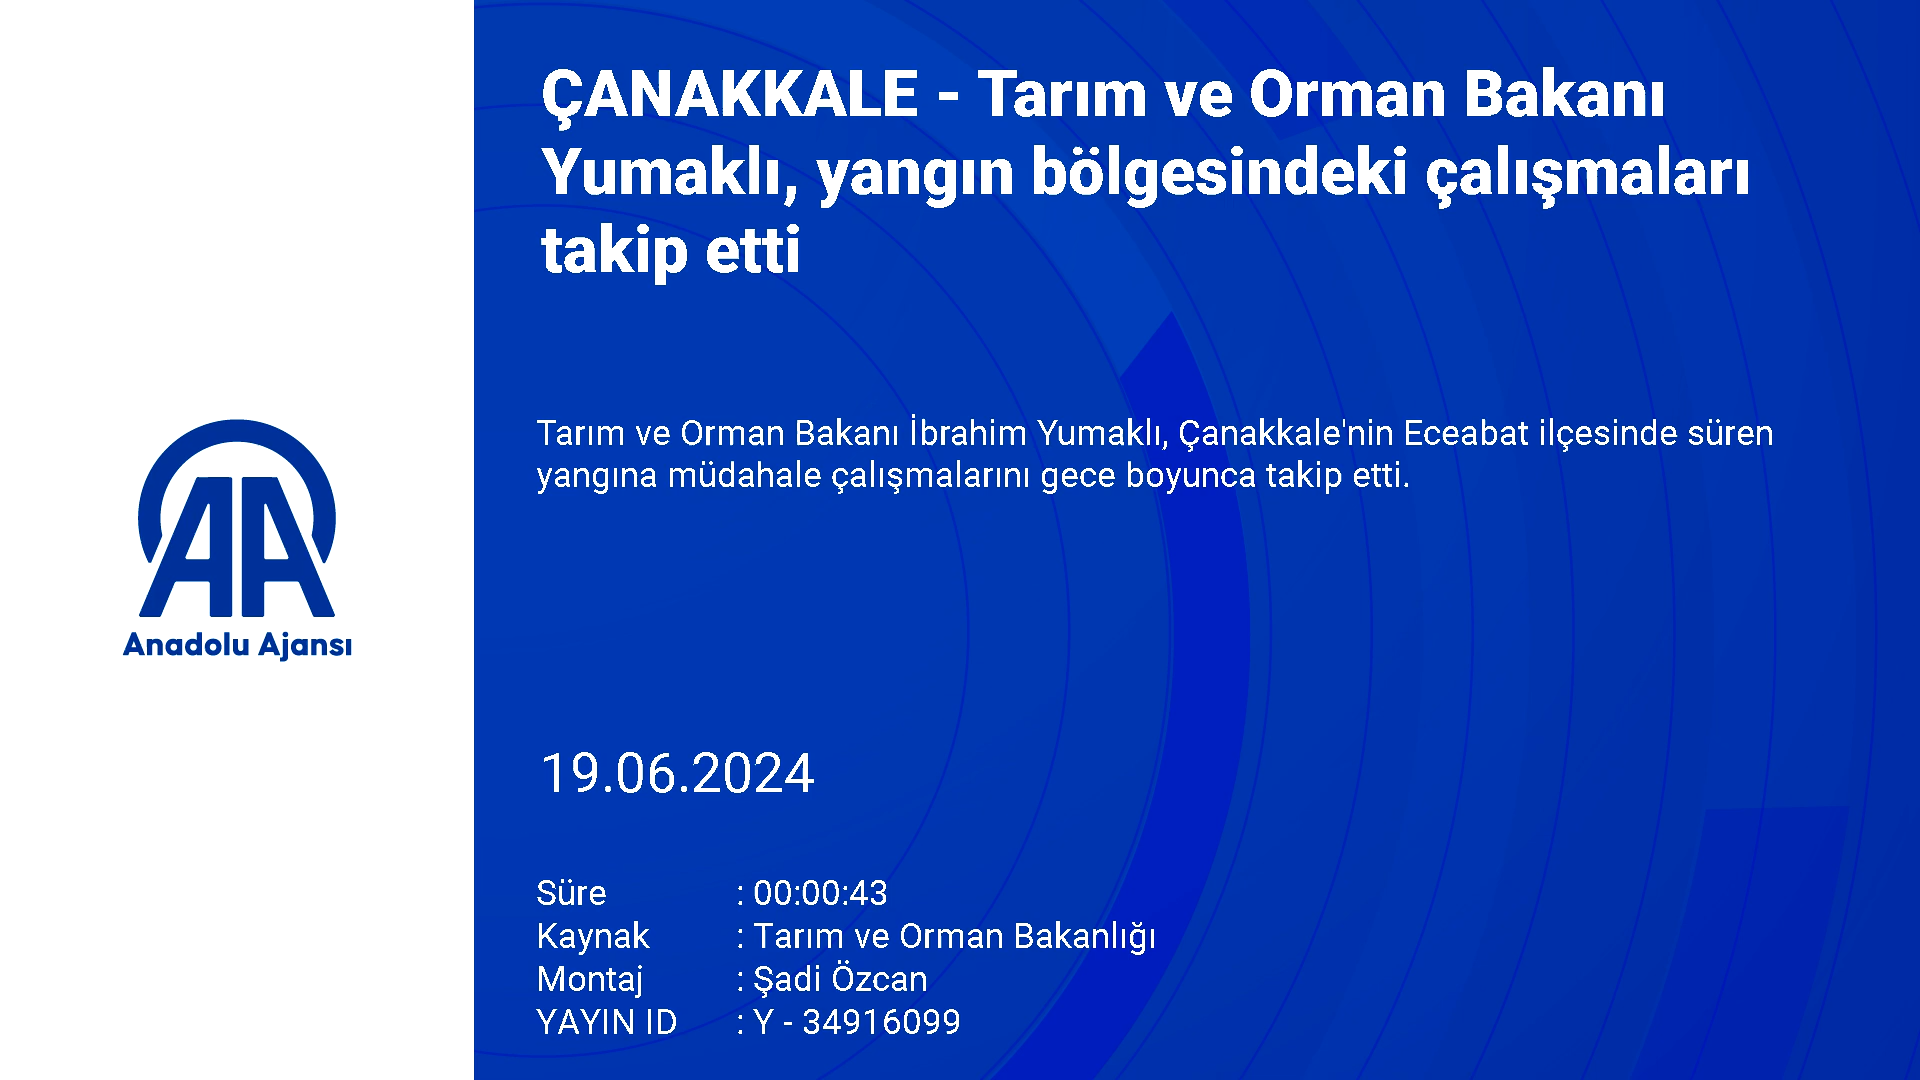 ÇANAKKALE - Tarım ve Orman Bakanı
Yumaklı, yangın bölgesindeki çalışmaları
takip etti
Tarım ve Orman Bakanı İbrahim Yumaklı, Çanakkale'nin Eceabat ilçesinde süren
yangına müdahale çalışmalarını gece boyunca takip etti.
AA
Anadolu Ajansı
19.06.2024
Süre : 00:00:43
Kaynak : Tarım ve Orman Bakanlığı
Montaj : Şadi Özcan
YAYIN ID : Y - 34916099